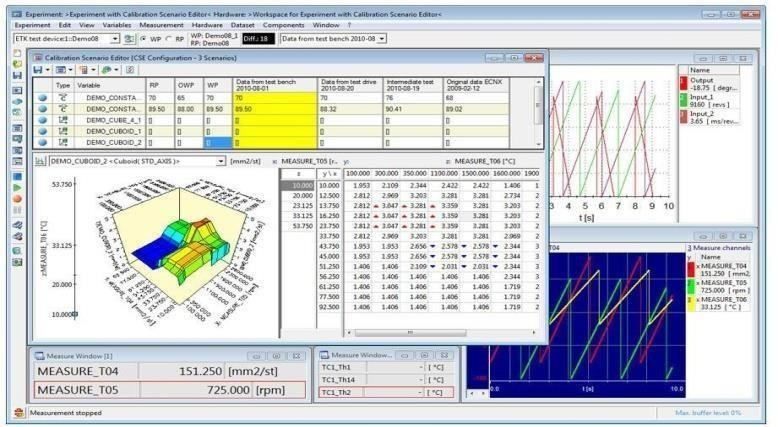 Experiment: >Experiment with Calibration Scenario Editor< Hardware: >Workspace for Experiment with Calibration Scenario Editor<
Experiment Edit View Variables Measurement Hardware Dataset Components Window ?
ETK test device:1::Demo08 WP RP WP: Demo08_1 Diff.: 18 Data from test bench 2010-08
RP: Demo08
Calibration Scenario Editor [CSE Configuration - 3 Scenarios]
Type Variable RP OWP WP Data from test bench Data from test drive Intermediate test Original data ECNX
2010-08-01 2010-08-20 2010-08-19 2009-02-12
DEMO_CONSTA... 70 65 70 70 70 76 68
DEMO_CONSTA... 89.50 88.00 89.50 89.50 88.32 90.41 89.02
DEMO_CUBE_4_1 [] [] [] [] [] [] []
DEMO_CUBOID_1 [] [] [] [] [] [] []
DEMO_CUBOID_2 [] [] [] [] [] [] []
DEMO_CUBOID_2 <Cuboid( STD_AXIS )> [mm2/st] x: MEASURE_T05 [r.. y: z: MEASURE_T06 [°C]
z y \ x 100.000 300.000 350.000 1100.000 1500.000 1600.000 1900
10.000 10.000 1.953 2.109 2.344 2.422 2.422 1.406 1
20.000 12.500 2.812 2.969 3.203 3.281 3.281 2.734 2
23.125 13.750 2.812 3.047 3.281 3.359 3.281 3.203 2
33.125 16.250 2.812 3.047 3.281 3.359 3.281 3.203 2
53.750 23.750 2.812 3.047 3.281 3.359 3.281 3.203 2
33.750 2.812 2.969 3.203 3.281 3.281 2.969 2
43.750 1.953 1.953 2.656 2.578 2.578 2.344 3
45.000 1.953 1.953 2.656 2.578 2.578 2.344 3
51.250 1.406 1.406 2.109 2.031 2.031 2.344 3
56.250 1.406 1.406 1.406 1.406 1.406 2.344 3
61.250 1.406 1.406 1.406 1.406 1.406 1.719 2
77.500 1.406 1.406 1.406 1.406 1.406 1.719 2
92.500 1.406 1.406 1.406 1.406 1.406 1.719 2
53.750
33.125
20.000
10.000
z:MEASURE_T06 [°C]
Name
1 Output
-18.75 [ degr...
2 Input_1
9160 [ revs]
3 Input_2
3.65 [ ms/rev...
3 4 5 6 7 8 9 10
t [s]
T04
3 Measure channels
y Name
1 x MEASURE_T04
151.250 [ mm2,
2 x MEASURE_T05
725.000 [ rpm ]
3 x MEASURE_T06
33.125 [ °C ]
0.0 t[s] 10.0
Measure Window [1]
MEASURE_T04 151.250 [mm2/st]
MEASURE_T05 725.000 [rpm]
Measure Window...
TC1_Th1 - [ °C]
TC1_Th14 - [ °C]
TC1_Th2 - [ °C]
Measurement stopped Max. buffer level: 0%